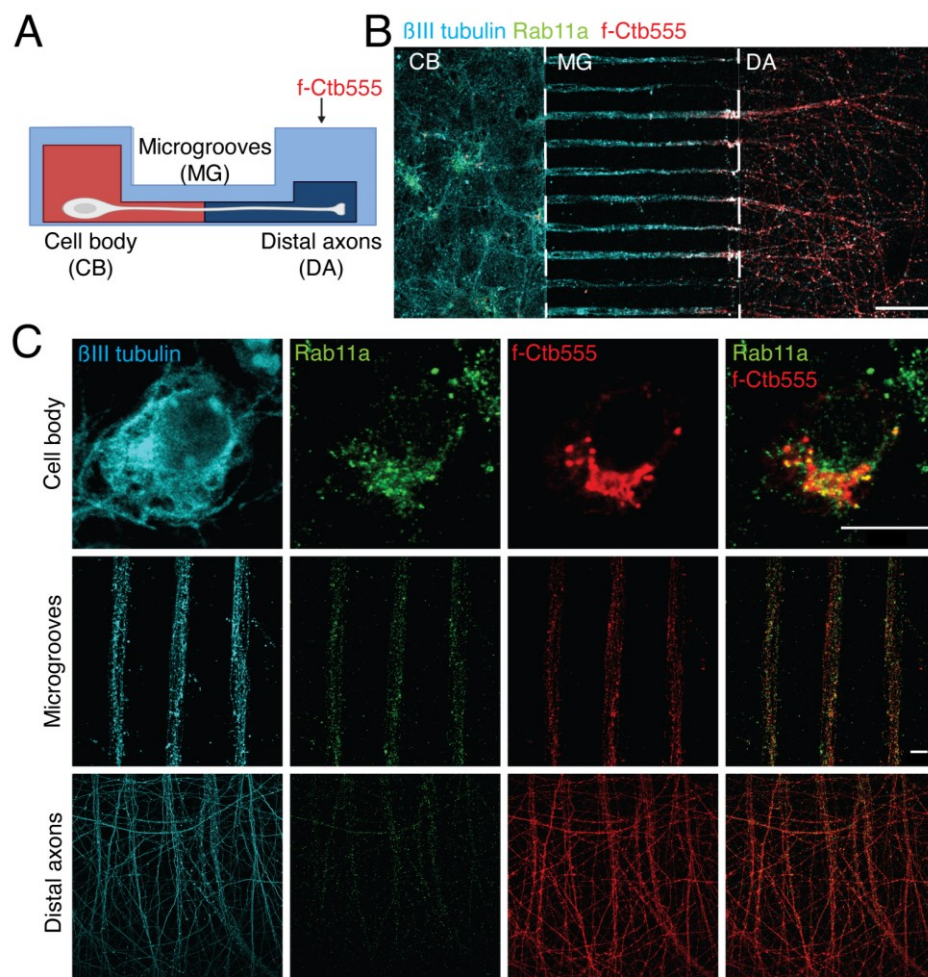 A
f-Ctb555
Microgrooves
(MG)
Cell body
(CB)
Distal axons
(DA)
B
ßIII tubulin Rab11a f-Ctb555
CB
MG
DA
C
ßIII tubulin
Rab11a
f-Ctb555
Rab11a
f-Ctb555
Cell body
Microgrooves
Distal axons